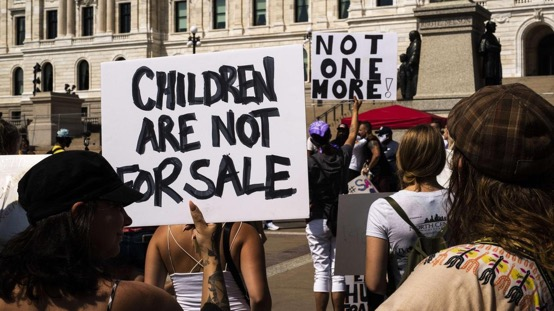 CHILDREN
ARE NOT
FOR SALE
NOT
ONE
MORE!